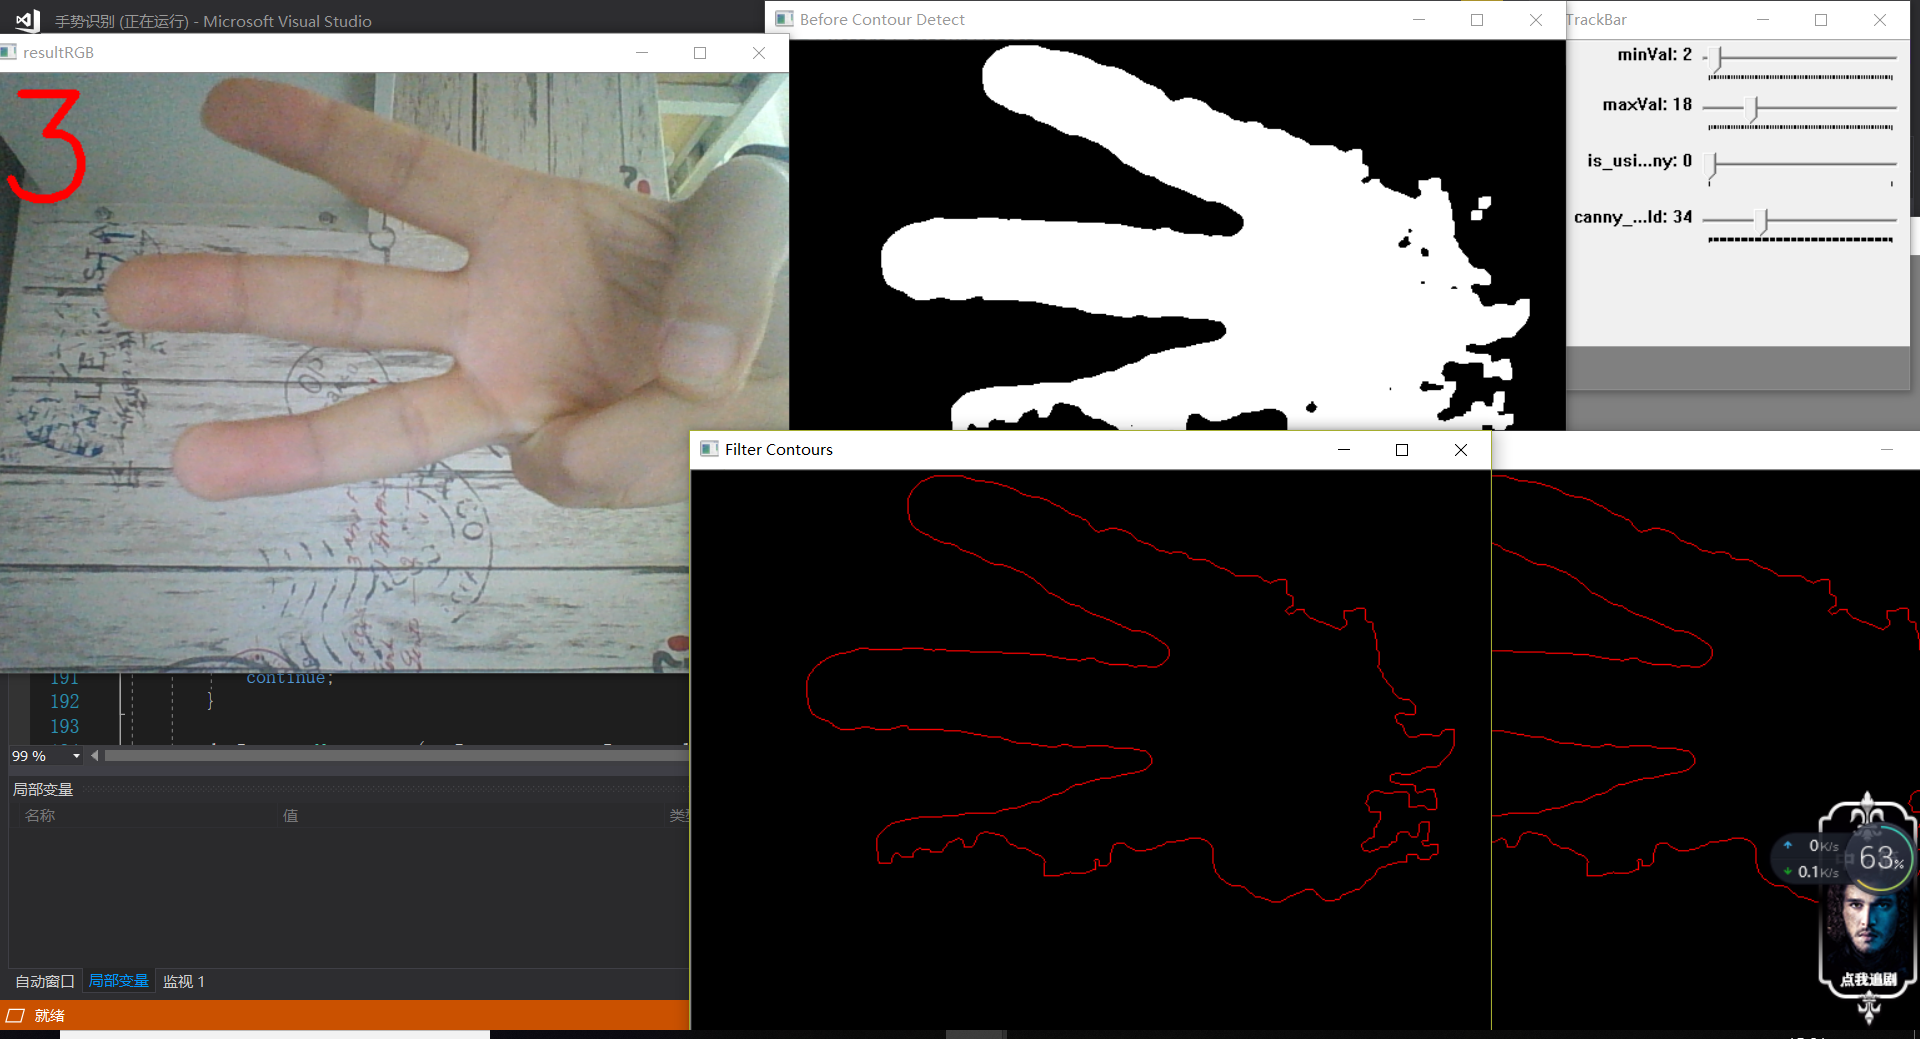 手势识别 (正在运行) - Microsoft Visual Studio
resultRGB
3
Before Contour Detect
TrackBar
minVal: 2
maxVal: 18
is_usi...ny: 0
canny_...ld: 34
Filter Contours
191
continue;
192
}
193
99 %
局部变量
名称
值
自动窗口
局部变量
监视 1
就绪
0K/s
0.1K/s
63%
点我追剧